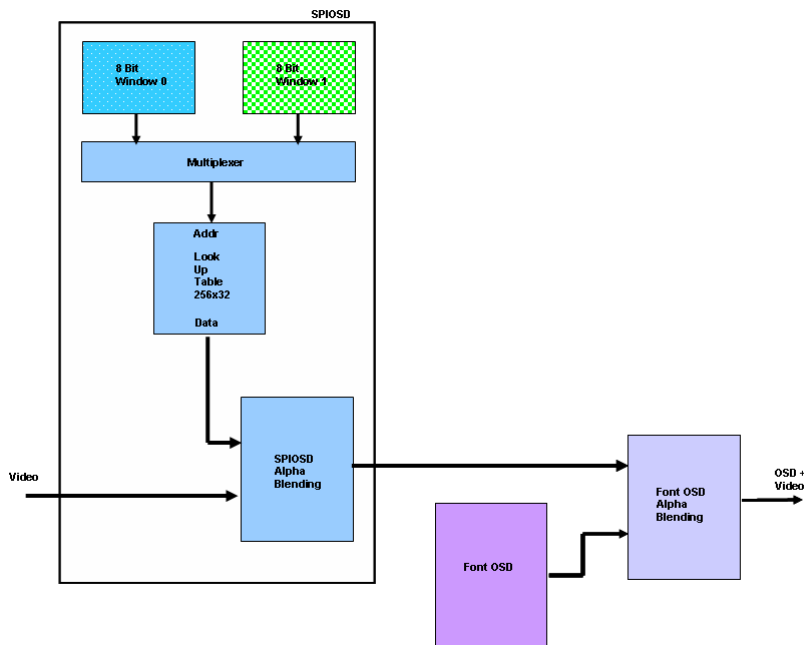 SPIOSD
8 Bit
Window 0
8 Bit
Window 1
Multiplexer
Addr
Look
Up
Table
256x32
Data
SPIOSD
Alpha
Blending
Video
Font OSD
Font OSD
Alpha
Blending
OSD +
Video